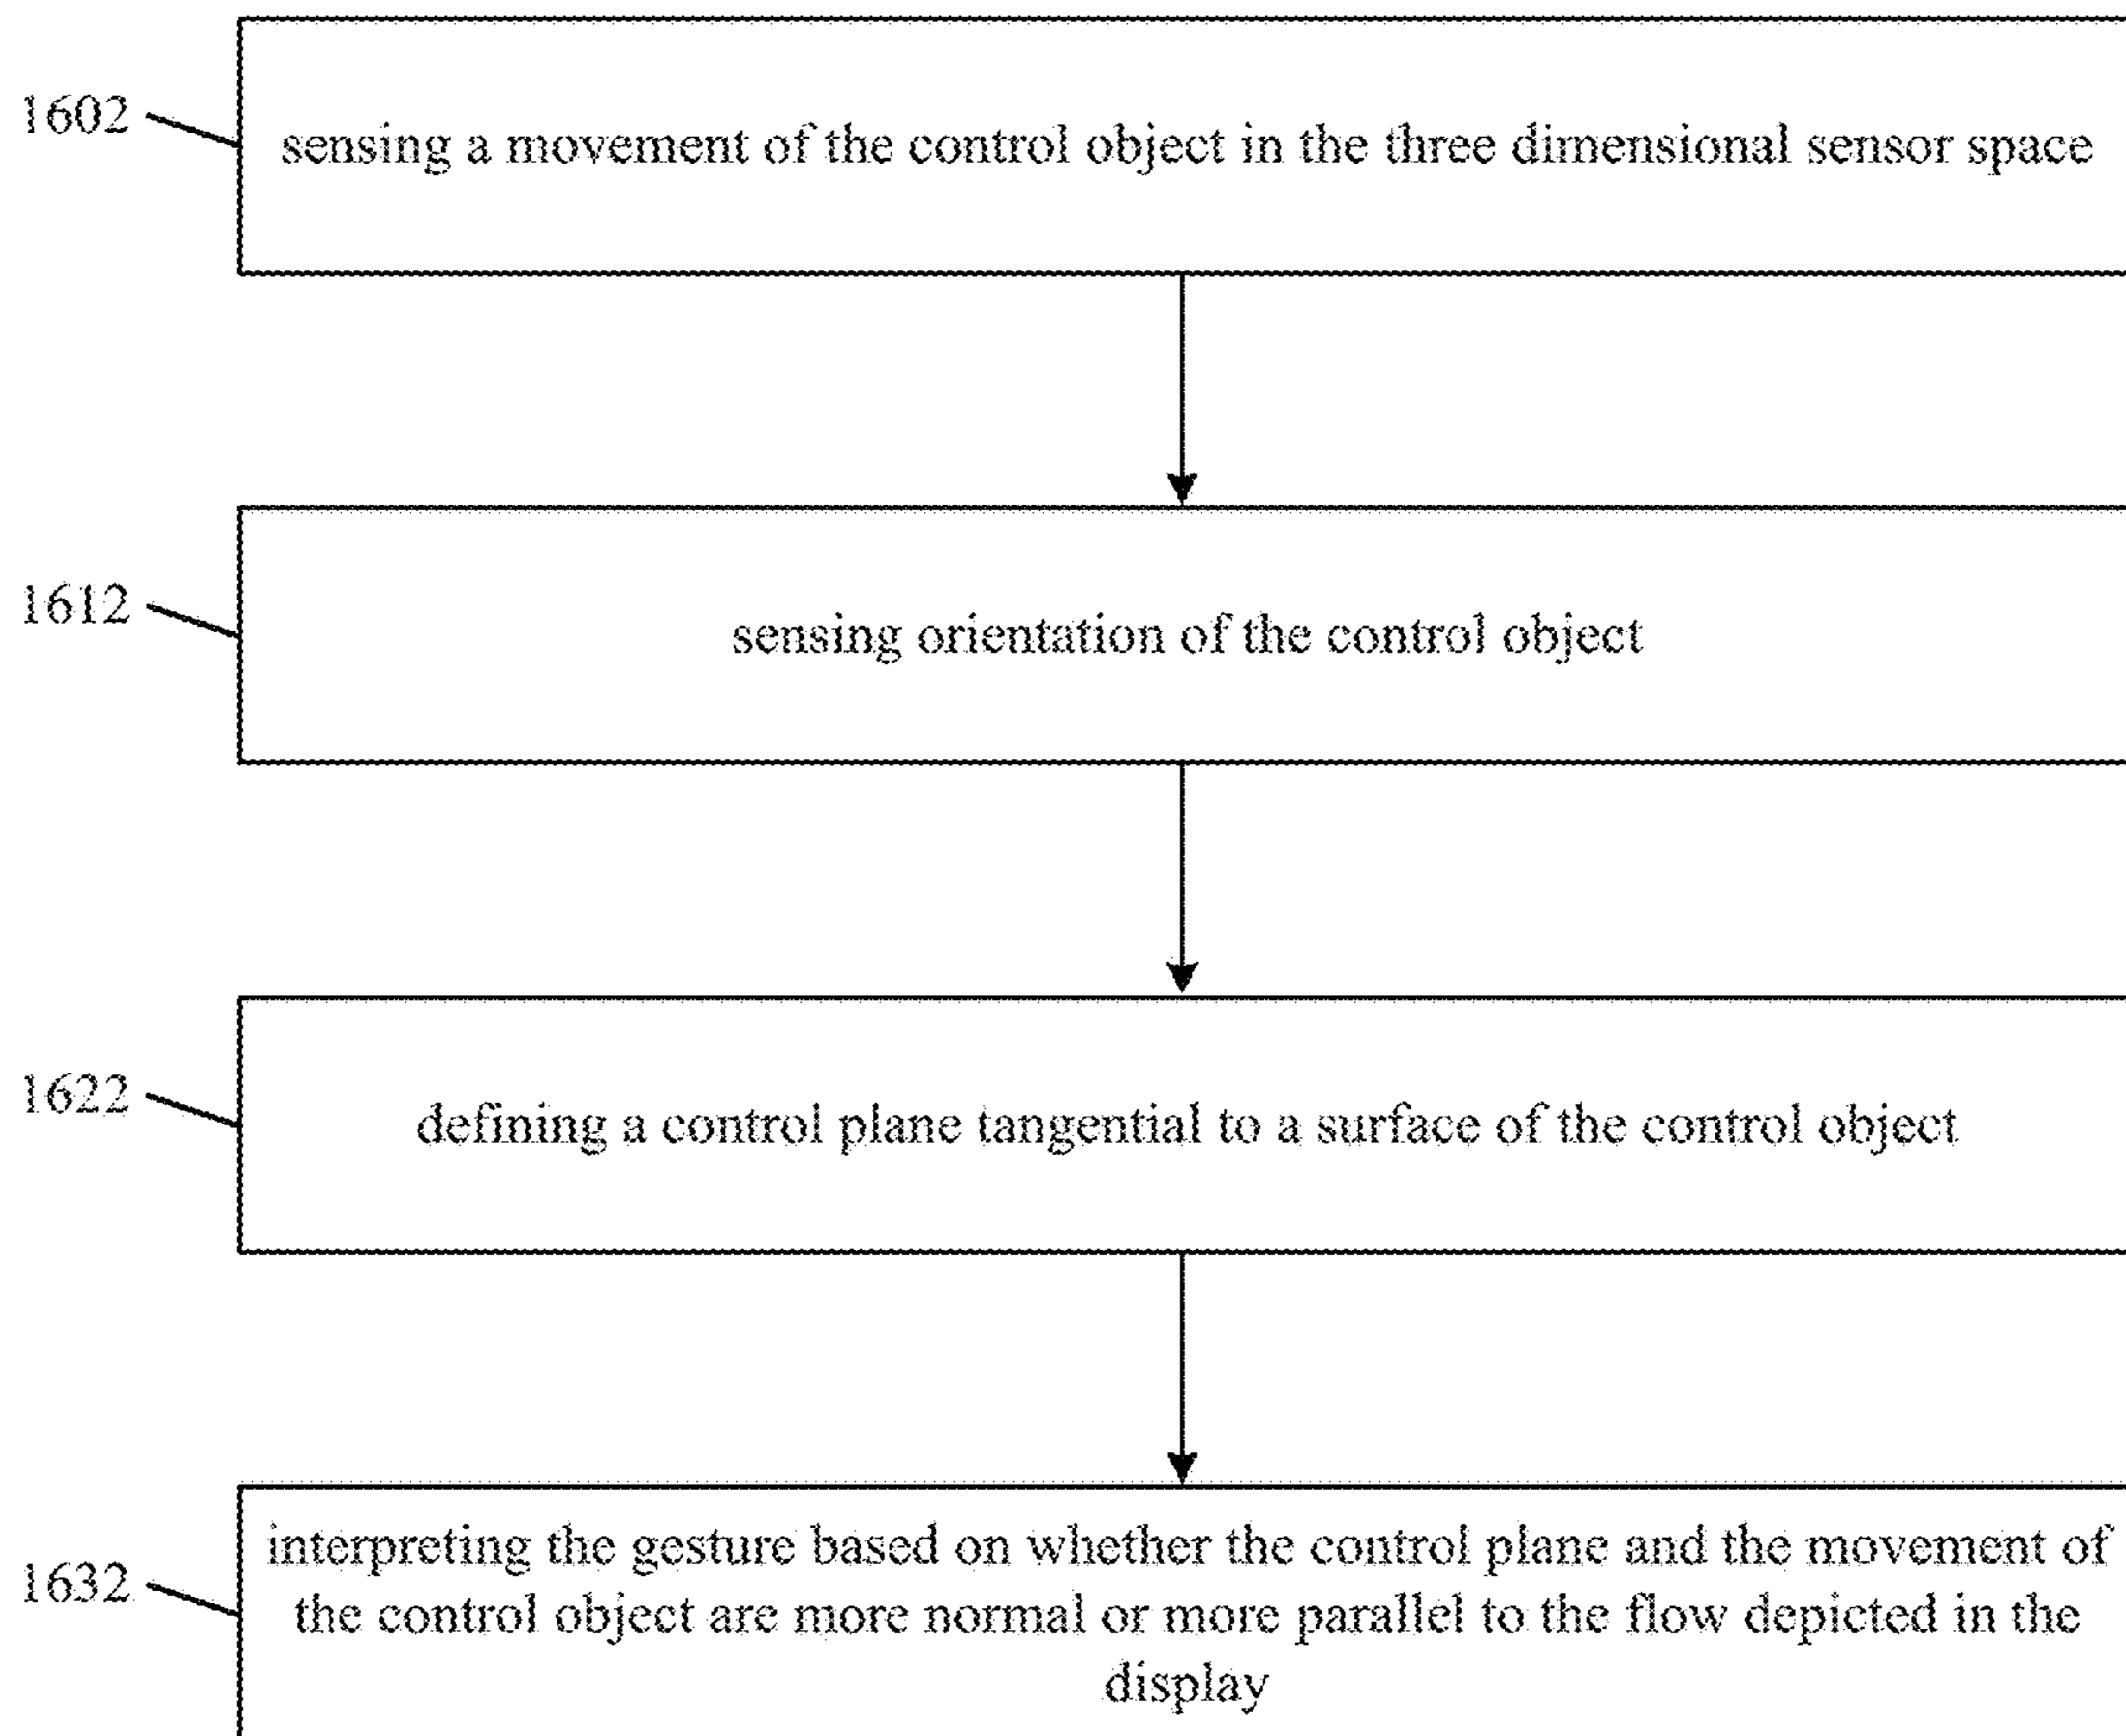 1602
sensing a movement of the control object in the three dimensional sensor space
1612
sensing orientation of the control object
1622
defining a control plane tangential to a surface of the control object
1632
interpreting the gesture based on whether the control plane and the movement of
the control object are more normal or more parallel to the flow depicted in the
display